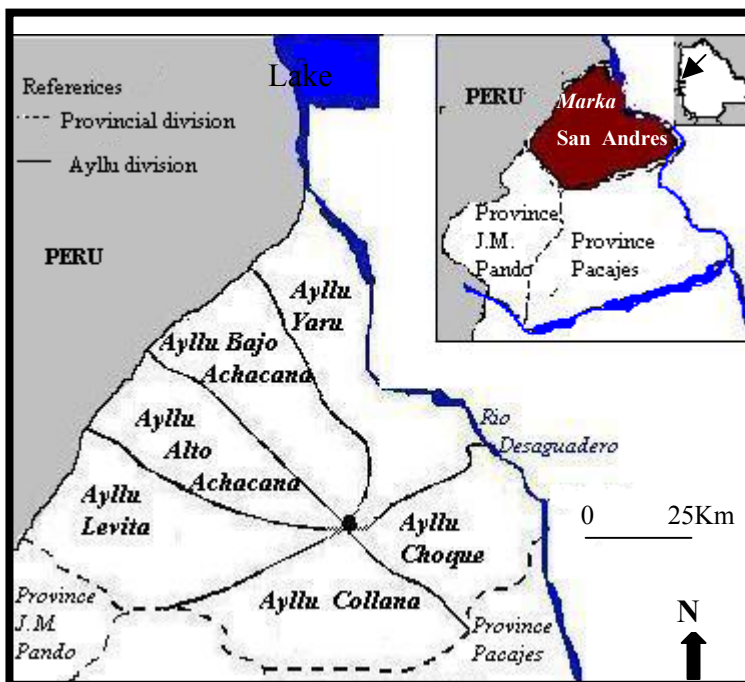 Lake
References
Provincial division
Ayllu division
PERU
Ayllu
Yaru
Ayllu Bajo
Achacana
Ayllu
Alto
Achacana
Ayllu
Levita
Rio
Desaguadero
Ayllu
Choque
Ayllu Collana
Province
J.M.
Pando
Province
Pacajes
0 25Km
N
PERU
Marka
San Andres
Province
J.M.
Pando
Province
Pacajes